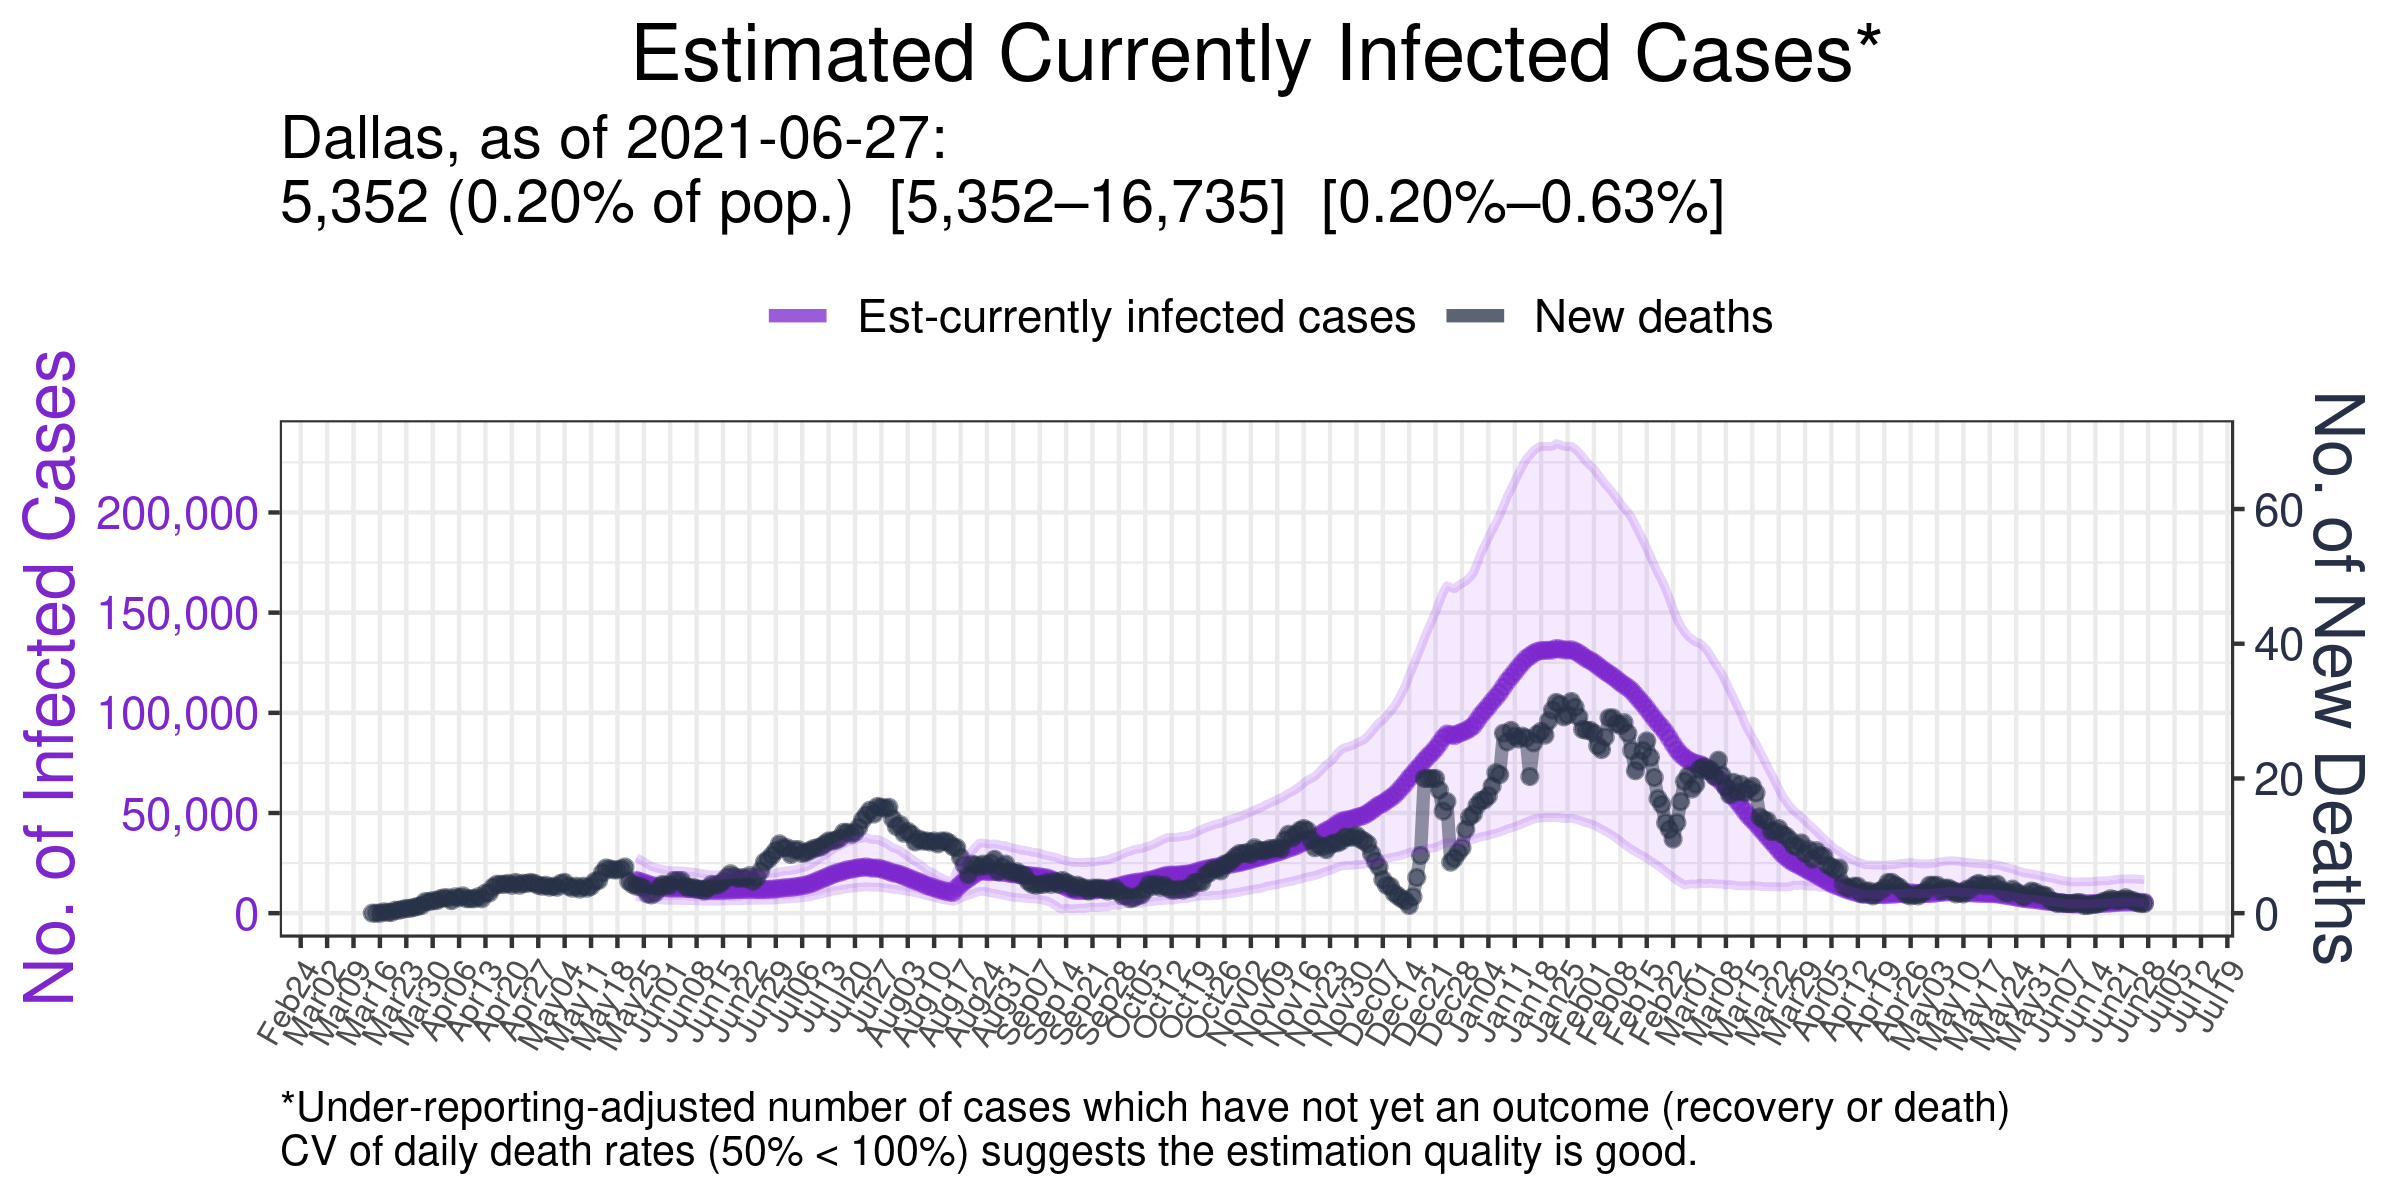 Estimated Currently Infected Cases*
Dallas, as of 2021-06-27:
5,352 (0.20% of pop.) [5,352–16,735] [0.20%–0.63%]
Est-currently infected cases New deaths
No. of Infected Cases
200,000
150,000
100,000
50,000
0
60
40
20
0
No. of New Deaths
Feb24 Mar02 Mar09 Mar16 Mar23 Mar30 Apr06 Apr13 Apr20 Apr27 May04 May11 May18 May25 Jun01 Jun08 Jun15 Jun22 Jun29 Jul06 Jul13 Jul20 Jul27 Aug03 Aug10 Aug17 Aug24 Aug31 Sep07 Sep14 Sep21 Sep28 Oct05 Oct12 Oct19 Oct26 Nov02 Nov09 Nov16 Nov23 Nov30 Dec07 Dec14 Dec21 Dec28 Jan04 Jan11 Jan18 Jan25 Feb01 Feb08 Feb15 Feb22 Mar01 Mar08 Mar15 Mar22 Mar29 Apr05 Apr12 Apr19 Apr26 May03 May10 May17 May24 May31 Jun07 Jun14 Jun21 Jun28 Jul05 Jul12 Jul19
*Under-reporting-adjusted number of cases which have not yet an outcome (recovery or death)
CV of daily death rates (50% < 100%) suggests the estimation quality is good.